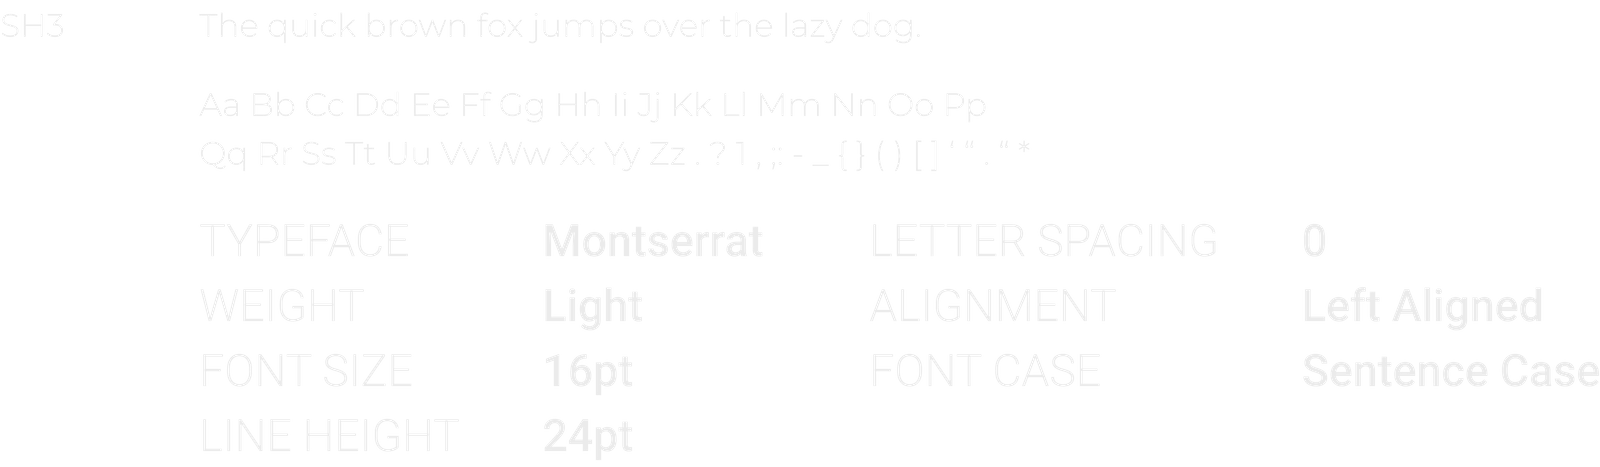 SH3 The quick brown fox jumps over the lazy dog.
Aa Bb Cc Dd Ee Ff Gg Hh Ii Jj Kk Ll Mm Nn Oo Pp
Qq Rr Ss Tt Uu Vv Ww Xx Yy Zz . ? 1 , ; : - _ { } ( ) [ ] ‘ “ . “ *
TYPEFACE Montserrat LETTER SPACING 0
WEIGHT Light ALIGNMENT Left Aligned
FONT SIZE 16pt FONT CASE Sentence Case
LINE HEIGHT 24pt